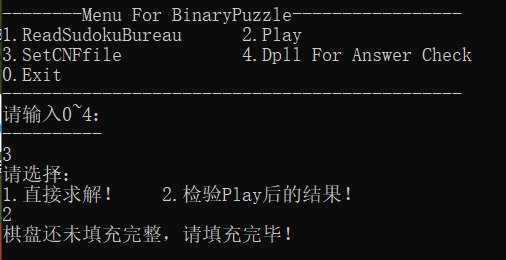 --------Menu For BinaryPuzzle-----------------
1.ReadSudokuBureau      2.Play
3.SetCNFfile            4.Dpll For Answer Check
0.Exit
----------------------------------------------
请输入0~4：
----------
3
请选择：
1.直接求解！    2.检验Play后的结果！
2
棋盘还未填充完整，请填充完毕！